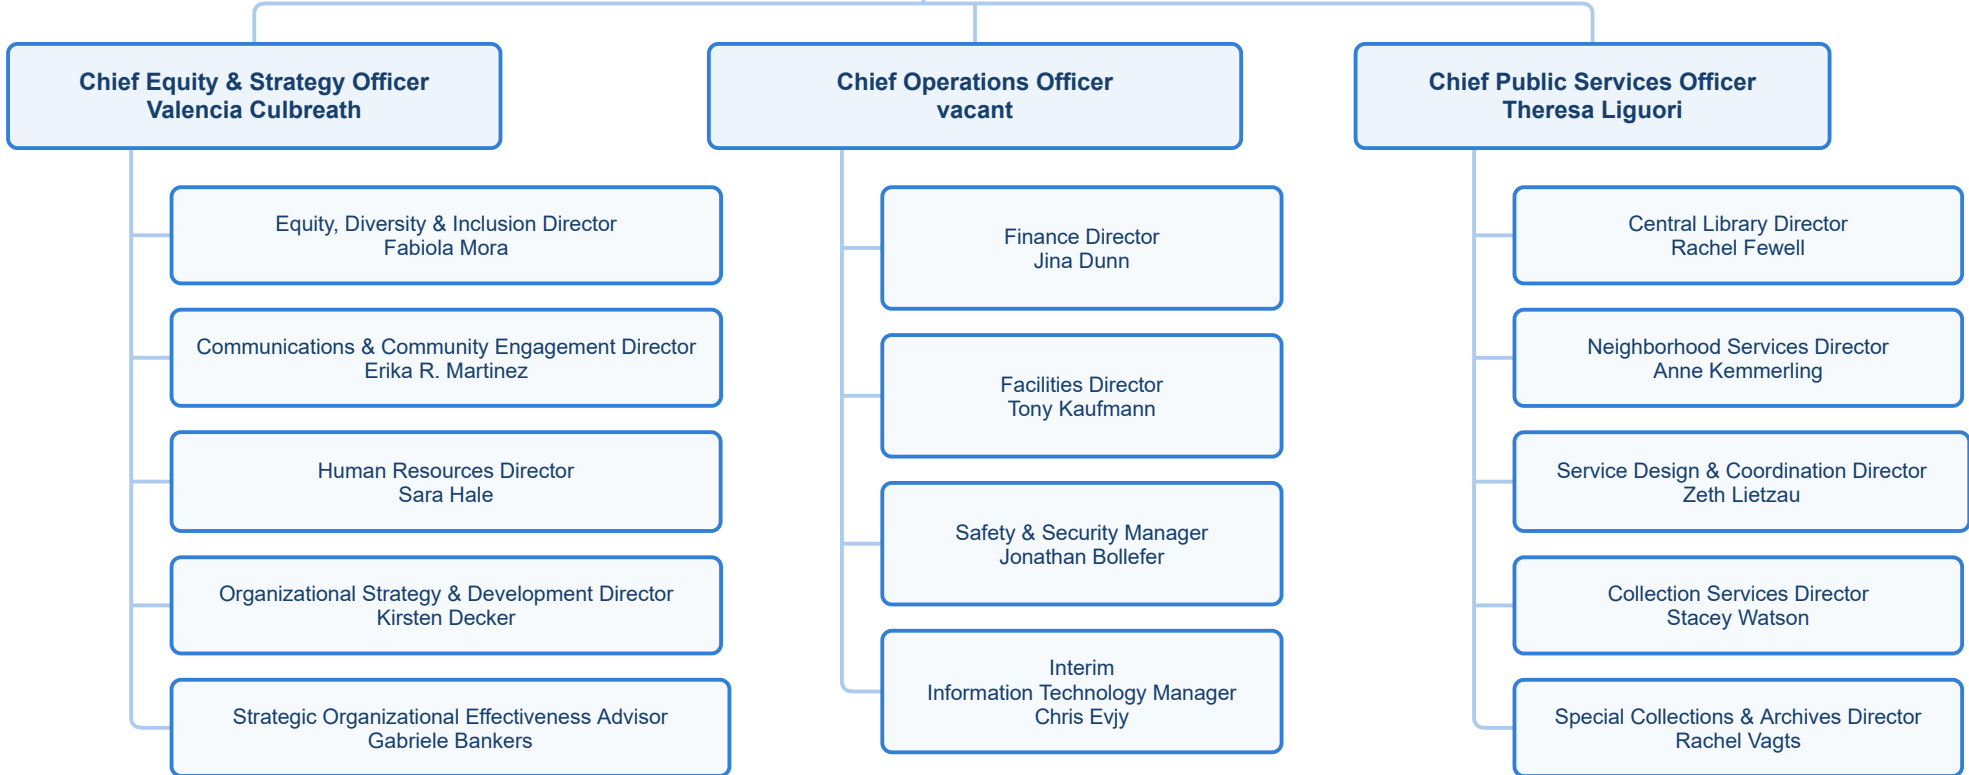 Chief Equity & Strategy Officer
Valencia Culbreath
Equity, Diversity & Inclusion Director
Fabiola Mora
Communications & Community Engagement Director
Erika R. Martinez
Human Resources Director
Sara Hale
Organizational Strategy & Development Director
Kirsten Decker
Strategic Organizational Effectiveness Advisor
Gabriele Bankers
Chief Operations Officer
vacant
Finance Director
Jina Dunn
Facilities Director
Tony Kaufmann
Safety & Security Manager
Jonathan Bollefer
Interim
Information Technology Manager
Chris Evjy
Chief Public Services Officer
Theresa Liguori
Central Library Director
Rachel Fewell
Neighborhood Services Director
Anne Kemmerling
Service Design & Coordination Director
Zeth Lietzau
Collection Services Director
Stacey Watson
Special Collections & Archives Director
Rachel Vagts